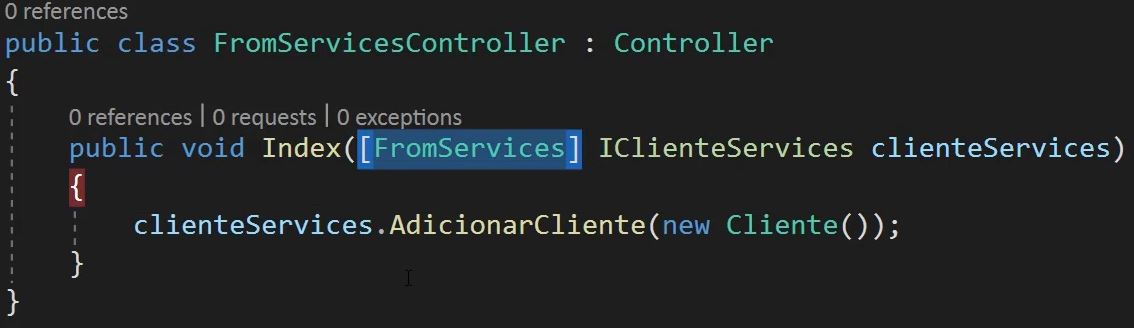 0 references
public class FromServicesController : Controller
{
0 references | 0 requests | 0 exceptions
public void Index([FromServices] IClienteServices clienteServices)
{
clienteServices.AdicionarCliente(new Cliente());
}
}